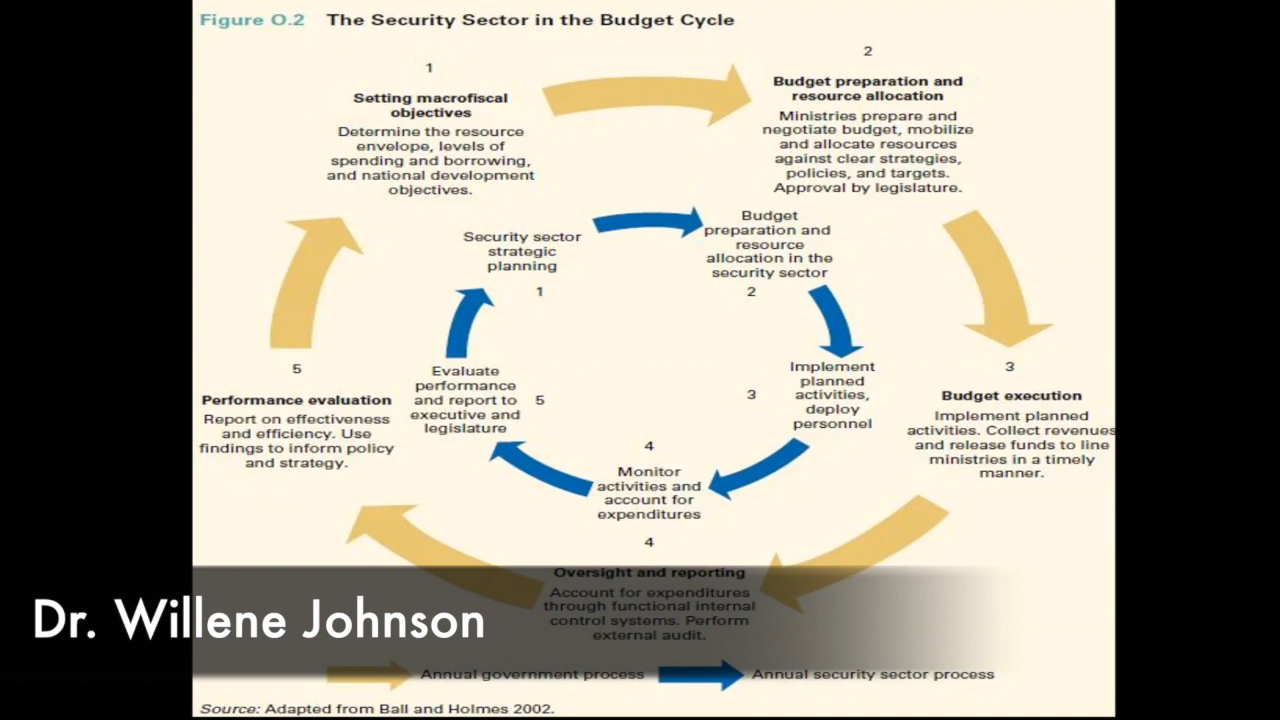 Figure O.2 The Security Sector in the Budget Cycle
1
Setting macrofiscal
objectives
Determine the resource
envelope, levels of
spending and borrowing,
and national development
objectives.
2
Budget preparation and
resource allocation
Ministries prepare and
negotiate budget, mobilize
and allocate resources
against clear strategies,
policies, and targets.
Approval by legislature.
Security sector
strategic
planning
1
Budget
preparation and
resource
allocation in the
security sector
2
5
Performance evaluation
Report on effectiveness
and efficiency. Use
findings to inform policy
and strategy.
Evaluate
performance
and report to
executive and
legislature
5
3
Implement
planned
activities,
deploy
personnel
3
Budget execution
Implement planned
activities. Collect revenues
and release funds to line
ministries in a timely
manner.
4
Monitor
activities and
account for
expenditures
4
Oversight and reporting
Account for expenditures
through functional internal
control systems. Perform
external audit.
Dr. Willene Johnson
Annual government process
Annual security sector process
Source: Adapted from Ball and Holmes 2002.